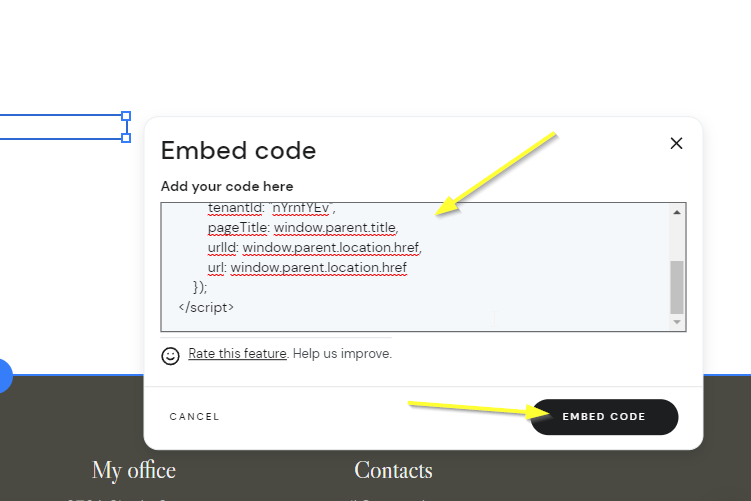 Embed code
Add your code here
tenantId: "nYrnfYEv",
pageTitle: window.parent.title,
urlId: window.parent.location.href,
url: window.parent.location.href
});
</script>
Rate this feature. Help us improve.
CANCEL
EMBED CODE
My office
Contacts